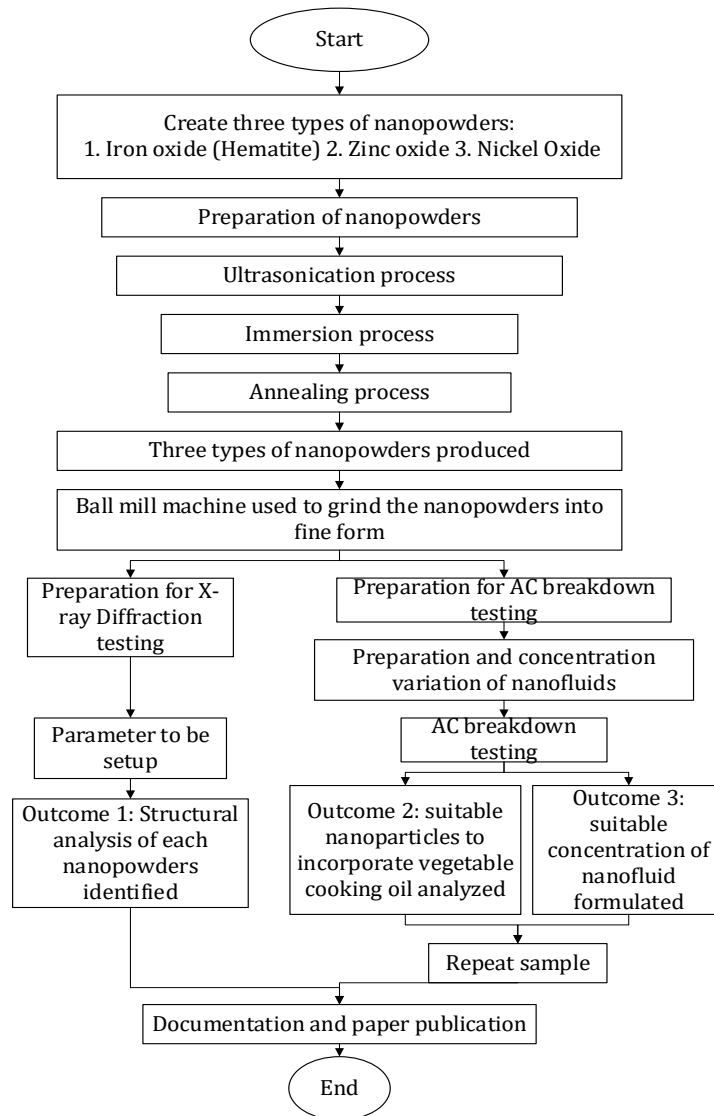 Start
Create three types of nanopowders:
1. Iron oxide (Hematite) 2. Zinc oxide 3. Nickel Oxide
Preparation of nanopowders
Ultrasonication process
Immersion process
Annealing process
Three types of nanopowders produced
Ball mill machine used to grind the nanopowders into
fine form
Preparation for X-
ray Diffraction
testing
Parameter to be
setup
Outcome 1: Structural
analysis of each
nanopowders
identified
Preparation for AC breakdown
testing
Preparation and concentration
variation of nanofluids
AC breakdown
testing
Outcome 2: suitable
nanoparticles to
incorporate vegetable
cooking oil analyzed
Outcome 3:
suitable
concentration of
nanofluid
formulated
Repeat sample
Documentation and paper publication
End